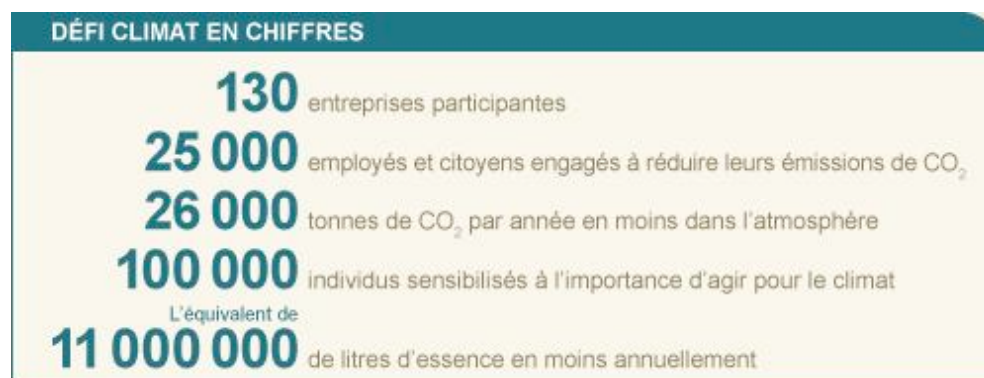 DÉFI CLIMAT EN CHIFFRES
130 entreprises participantes
25 000 employés et citoyens engagés à réduire leurs émissions de CO₂
26 000 tonnes de CO₂ par année en moins dans l'atmosphère
100 000 individus sensibilisés à l'importance d'agir pour le climat
L'équivalent de
11 000 000 de litres d'essence en moins annuellement